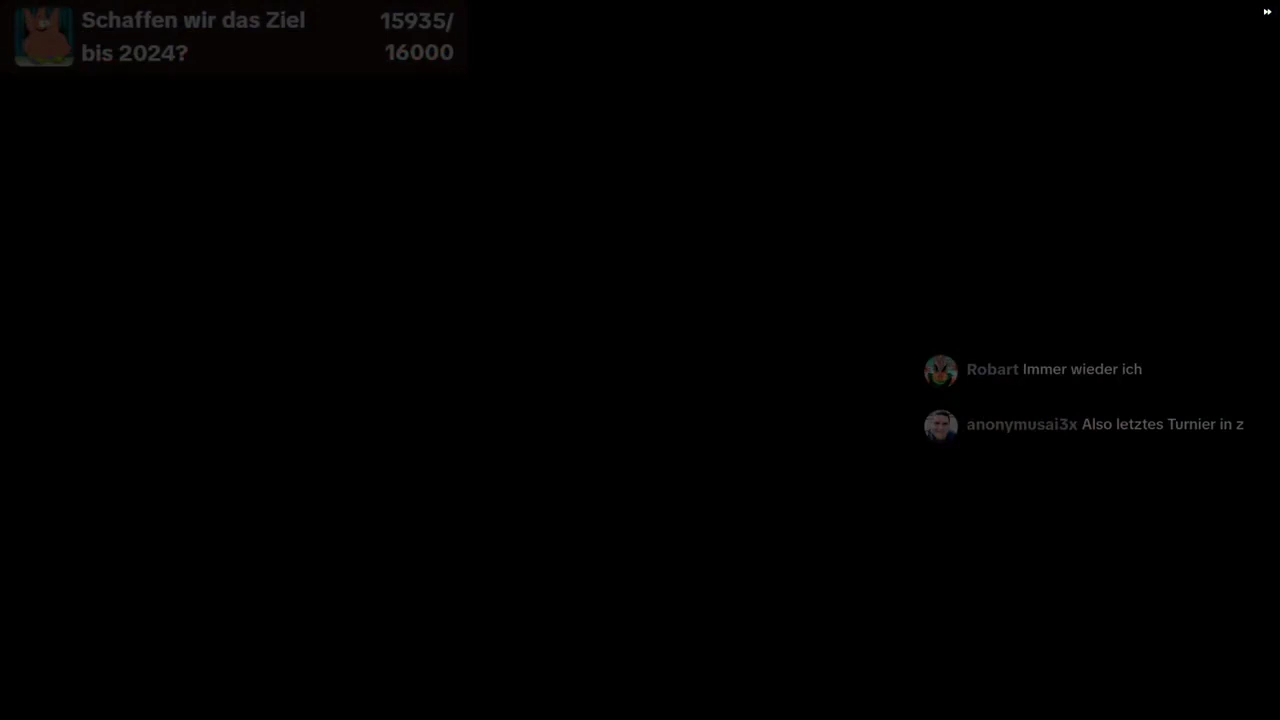 Schaffen wir das Ziel
bis 2024?
15935/
16000
Robart Immer wieder ich
anonymusai3x Also letztes Turnier in z